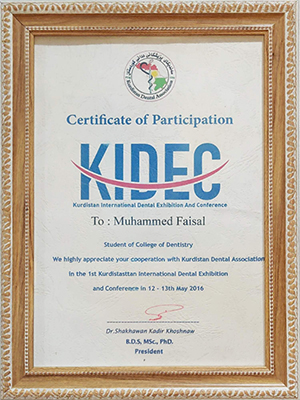 Kurdistan Dental Association
Certificate of Participation
KIDEC
Kurdistan International Dental Exhibition And Conference
To : Muhammed Faisal
Student of College of Dentistry
We highly appreciate your cooperation with Kurdistan Dental Association
in the 1st Kurdistasttan International Dental Exhibition
and Conference in 12 - 13th May 2016
Dr.Shakhawan Kadir Khoshnaw
B.D.S, MSc, PhD.
President